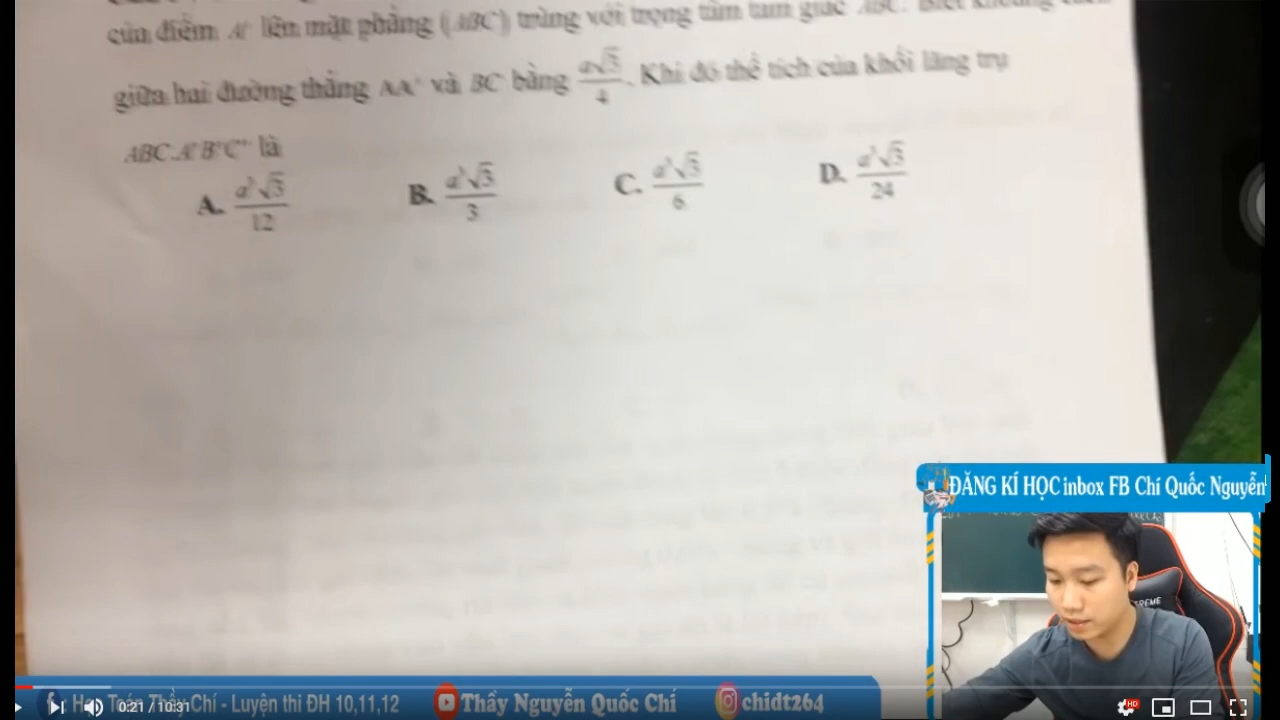 của điểm A' lên mặt phẳng (ABC) trùng với trọng tâm tam giác ABC. Biết khoảng
giữa hai đường thẳng AA' và BC bằng a√3/4. Khi đó thể tích của khối lăng trụ
ABC.A'B'C' là
A. a³√3/12 B. a³√3/3 C. a³√3/6 D. a³√3/24
ĐĂNG KÍ HỌC inbox FB Chí Quốc Nguyễn
XTREME
Toán Thầy Chí - Luyện thi ĐH 10,11,12 Thầy Nguyễn Quốc Chí chidt264
0:21 / 10:31 HD